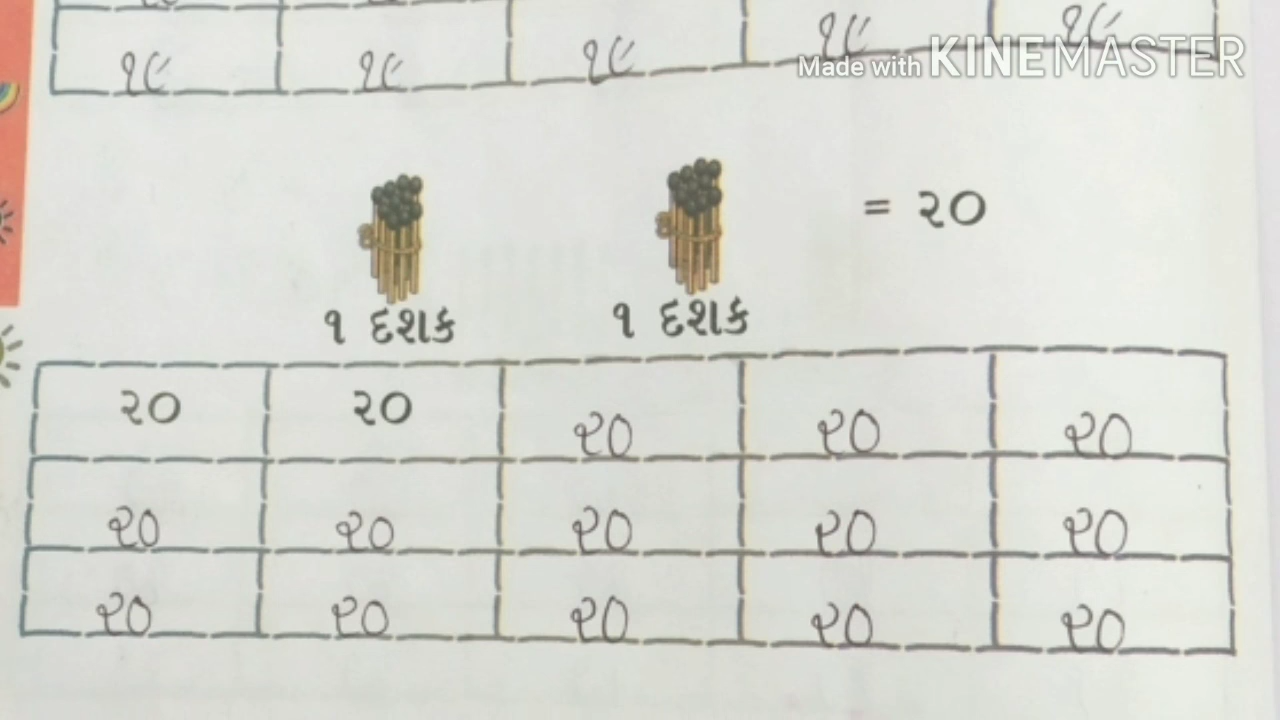 ૧૯ ૧૯ ૧૯ ૧૯ ૧૯
Made with KINEMASTER
= ૨૦
૧ દશક ૧ દશક
૨૦ ૨૦ ૨૦ ૨૦ ૨૦
૨૦ ૨૦ ૨૦ ૨૦ ૨૦
૨૦ ૨૦ ૨૦ ૨૦ ૨૦